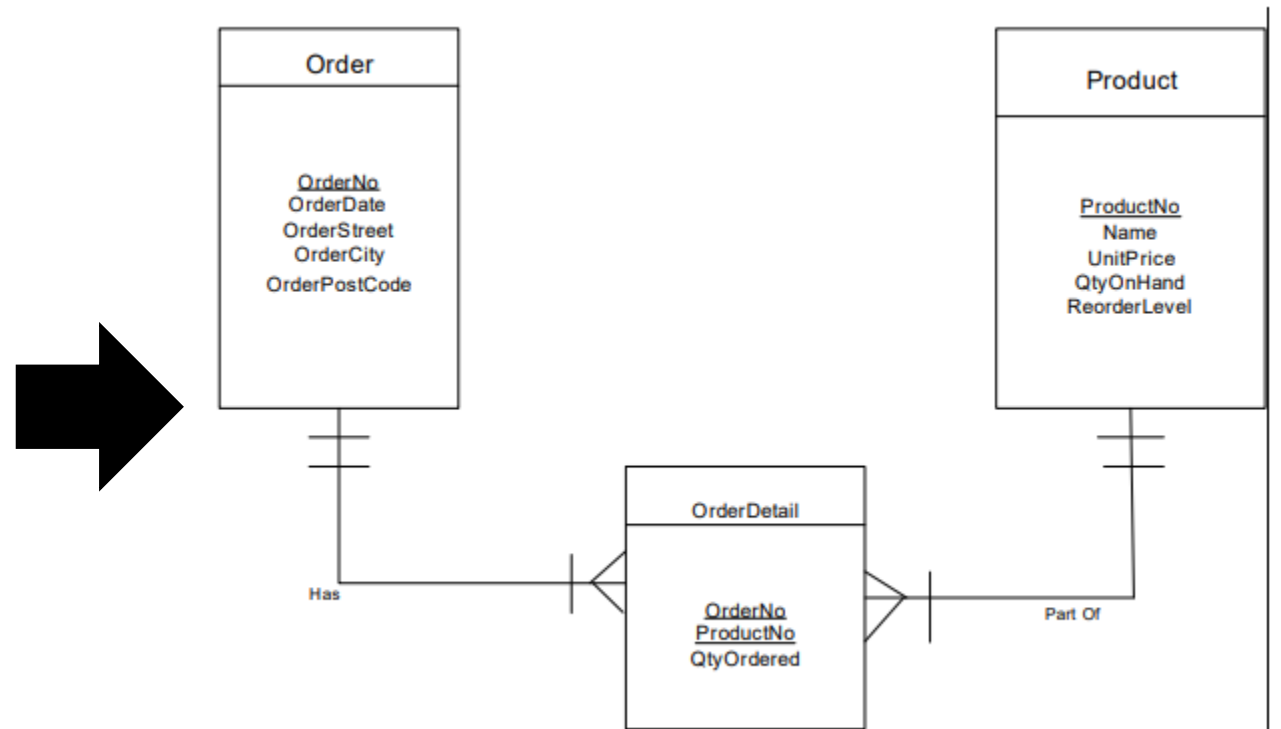 Order
OrderNo
OrderDate
OrderStreet
OrderCity
OrderPostCode
Product
ProductNo
Name
UnitPrice
QtyOnHand
ReorderLevel
OrderDetail
OrderNo
ProductNo
QtyOrdered
Has
Part Of